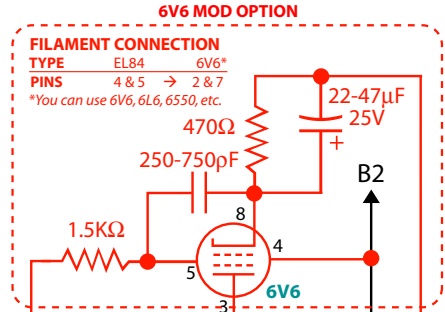 6V6 MOD OPTION
FILAMENT CONNECTION
TYPE EL84 6V6*
PINS 4 & 5 → 2 & 7
*You can use 6V6, 6L6, 6550, etc.
22-47µF
25V
+
470Ω
250-750ρF
B2
1.5KΩ
8
4
5
6V6
3